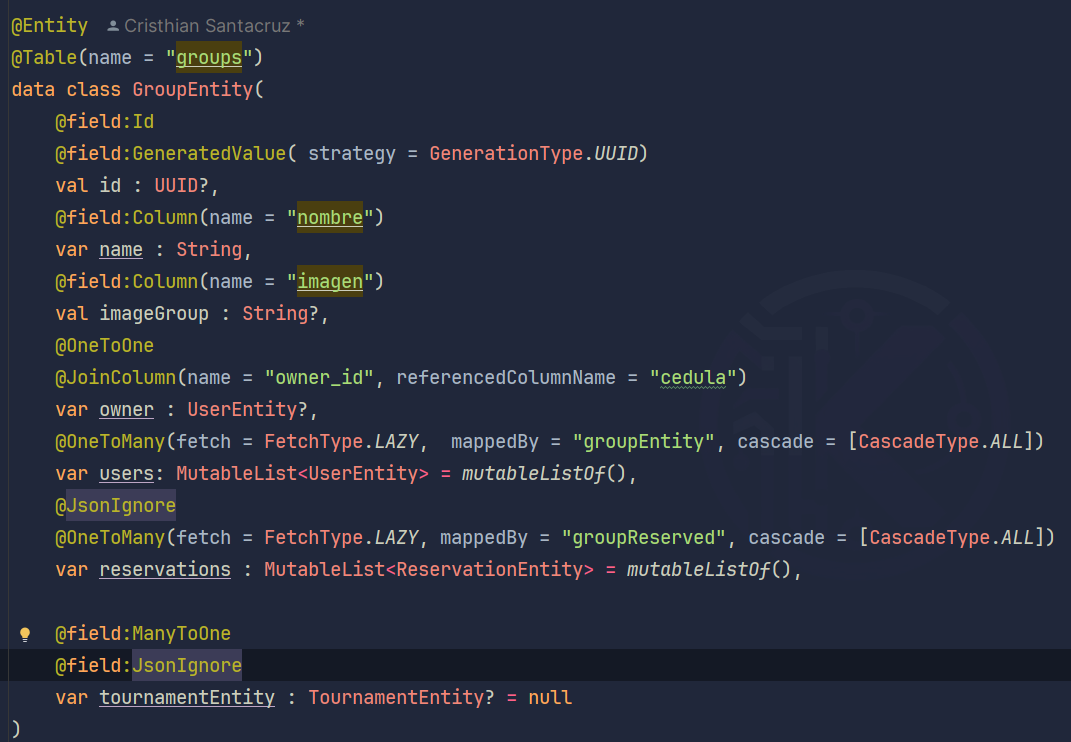 @Entity Cristhian Santacruz *
@Table(name = "groups")
data class GroupEntity(
    @field:Id
    @field:GeneratedValue( strategy = GenerationType.UUID)
    val id : UUID?,
    @field:Column(name = "nombre")
    var name : String,
    @field:Column(name = "imagen")
    val imageGroup : String?,
    @OneToOne
    @JoinColumn(name = "owner_id", referencedColumnName = "cedula")
    var owner : UserEntity?,
    @OneToMany(fetch = FetchType.LAZY,  mappedBy = "groupEntity", cascade = [CascadeType.ALL])
    var users: MutableList<UserEntity> = mutableListOf(),
    @JsonIgnore
    @OneToMany(fetch = FetchType.LAZY, mappedBy = "groupReserved", cascade = [CascadeType.ALL])
    var reservations : MutableList<ReservationEntity> = mutableListOf(),
    @field:ManyToOne
    @field:JsonIgnore
    var tournamentEntity : TournamentEntity? = null
)